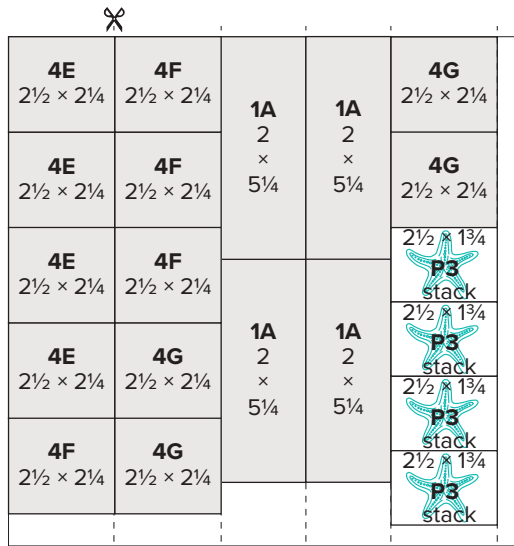 4E
2½ × 2¼
4E
2½ × 2¼
4E
2½ × 2¼
4E
2½ × 2¼
4F
2½ × 2¼
4F
2½ × 2¼
4F
2½ × 2¼
4F
2½ × 2¼
4G
2½ × 2¼
4G
2½ × 2¼
1A
2
×
5¼
1A
2
×
5¼
1A
2
×
5¼
1A
2
×
5¼
4G
2½ × 2¼
4G
2½ × 2¼
2½ × 1¾
P3
stack
2½ × 1¾
P3
stack
2½ × 1¾
P3
stack
2½ × 1¾
P3
stack